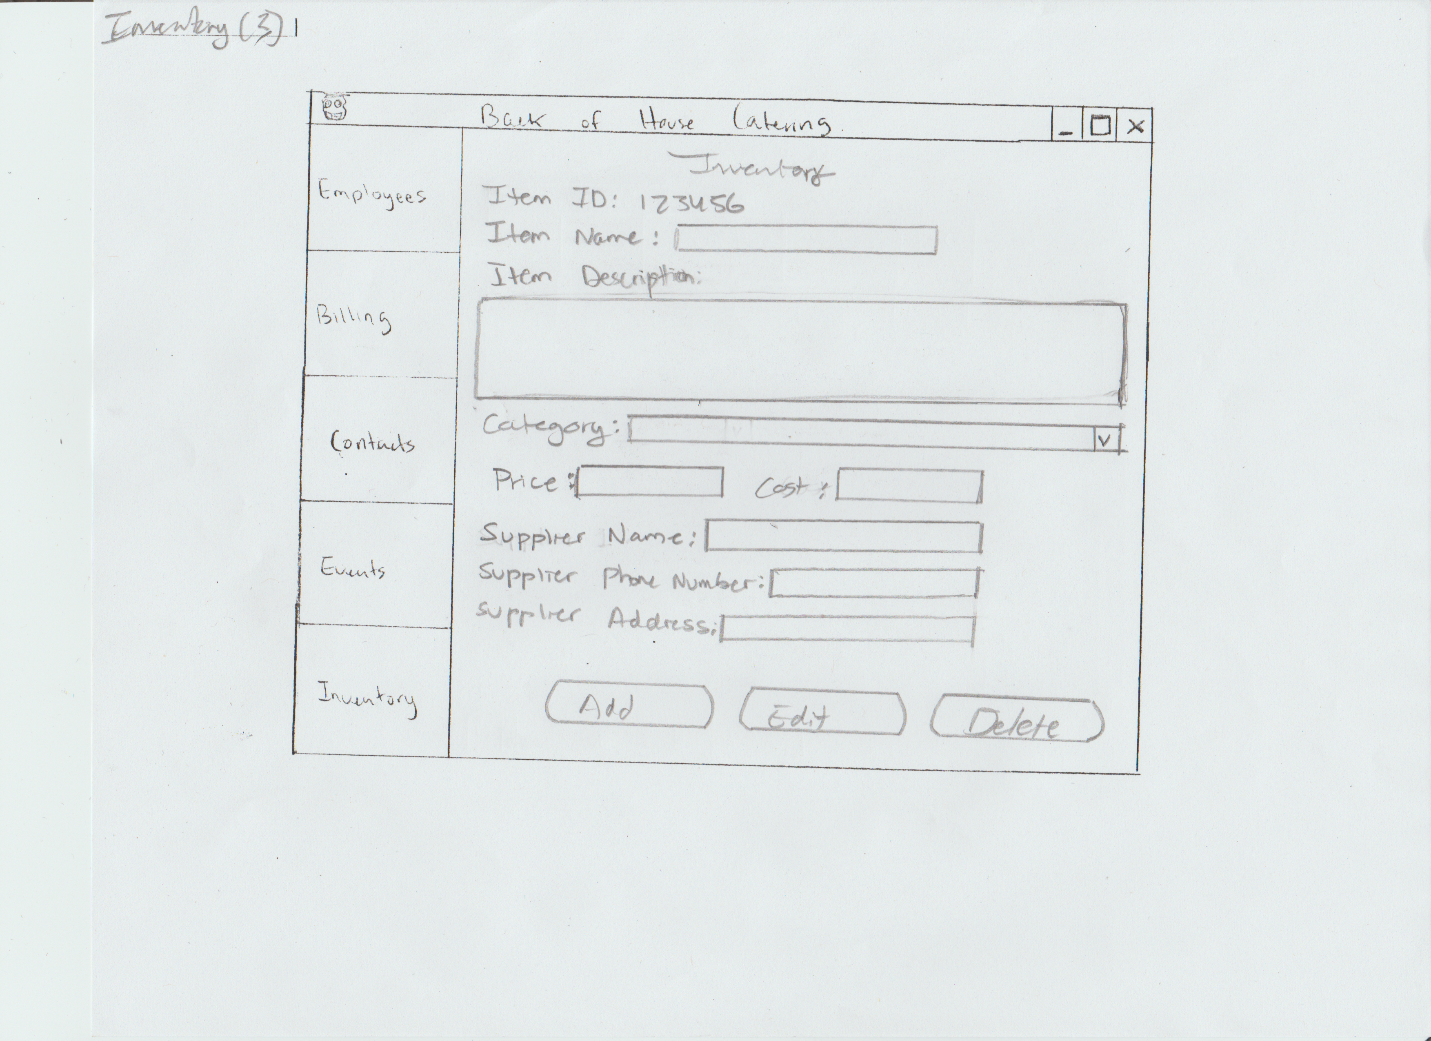 Inventory (3)
Back of House Catering.
Employees
Billing
Contacts
Events
Inventory
Inventory
Item ID: 123456
Item Name:
Item Description:
Category: V
Price: Cost:
Supplier Name:
Supplier Phone Number:
Supplier Address:
Add Edit Delete